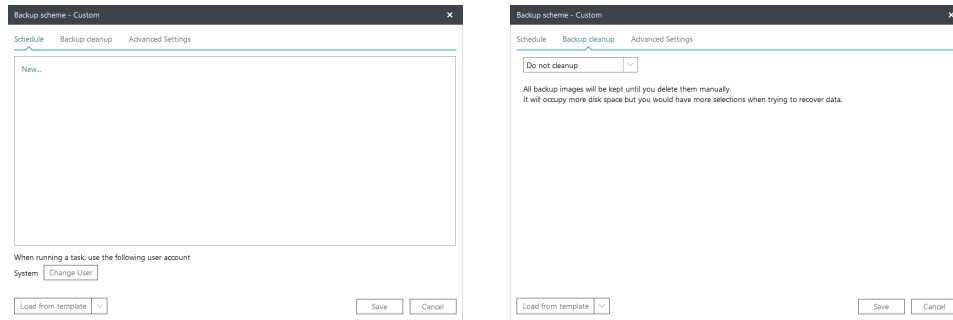 Backup scheme - Custom
Schedule Backup cleanup Advanced Settings
New...
When running a task, use the following user account
System Change User
Load from template Save Cancel
Backup scheme - Custom
Schedule Backup cleanup Advanced Settings
Do not cleanup
All backup images will be kept until you delete them manually.
It will occupy more disk space but you would have more selections when trying to recover data.
Load from template Save Cancel